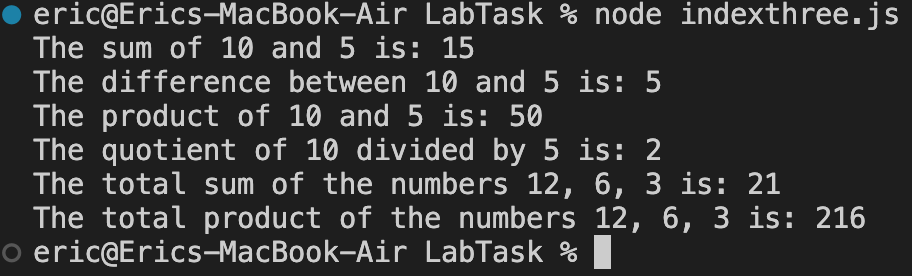 eric@Erics-MacBook-Air LabTask % node indexthree.js
The sum of 10 and 5 is: 15
The difference between 10 and 5 is: 5
The product of 10 and 5 is: 50
The quotient of 10 divided by 5 is: 2
The total sum of the numbers 12, 6, 3 is: 21
The total product of the numbers 12, 6, 3 is: 216
eric@Erics-MacBook-Air LabTask %